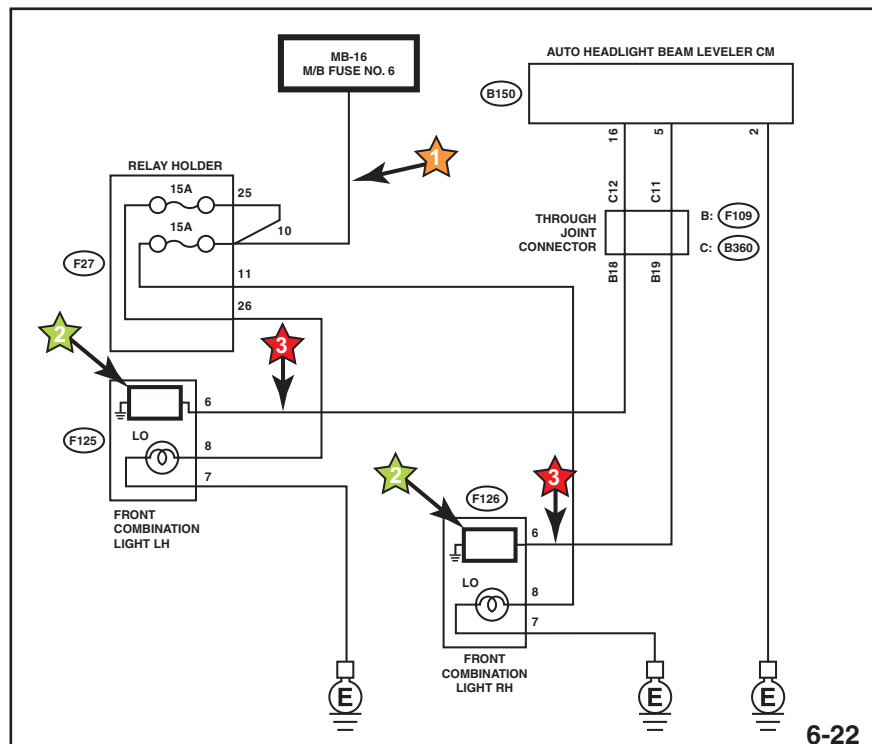 MB-16
M/B FUSE NO. 6
AUTO HEADLIGHT BEAM LEVELER CM
B150
16
5
2
1
RELAY HOLDER
15A
25
15A
10
F27
11
26
C12
C11
THROUGH
JOINT
CONNECTOR
B: F109
C: B360
B18
B19
2
3
6
F125
LO
8
7
FRONT
COMBINATION
LIGHT LH
2
3
F126
6
LO
8
7
FRONT
COMBINATION
LIGHT RH
E
E
E
6-22